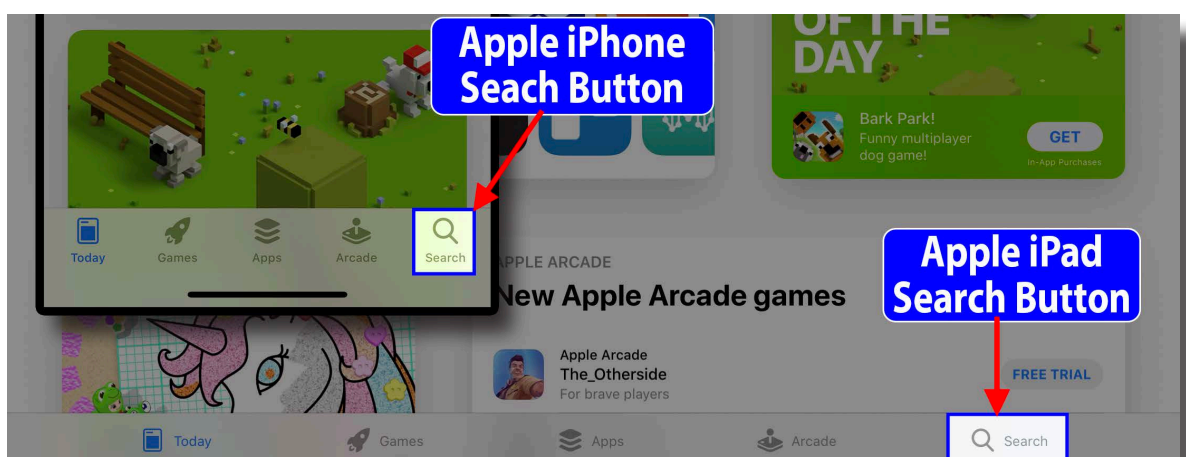 Apple iPhone
Seach Button
OF THE
DAY
Bark Park!
Funny multiplayer
dog game!
GET
In-App Purchases
Today
Games
Apps
Arcade
Search
APPLE ARCADE
New Apple Arcade games
Apple iPad
Search Button
Apple Arcade
The_Otherside
For brave players
FREE TRIAL
Today
Games
Apps
Arcade
Search